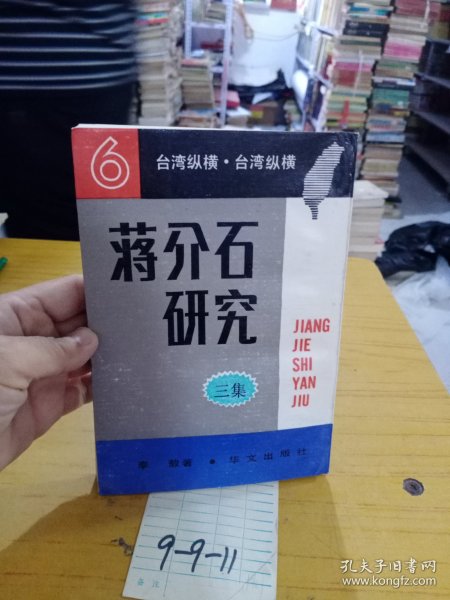 6
台湾纵横·台湾纵横
蒋介石
研究
三集
JIANG
JIE
SHI
YAN
JIU
李 敖著 · 华文出版社
备注
9-9-11
孔夫子旧书网
www.kongfz.com